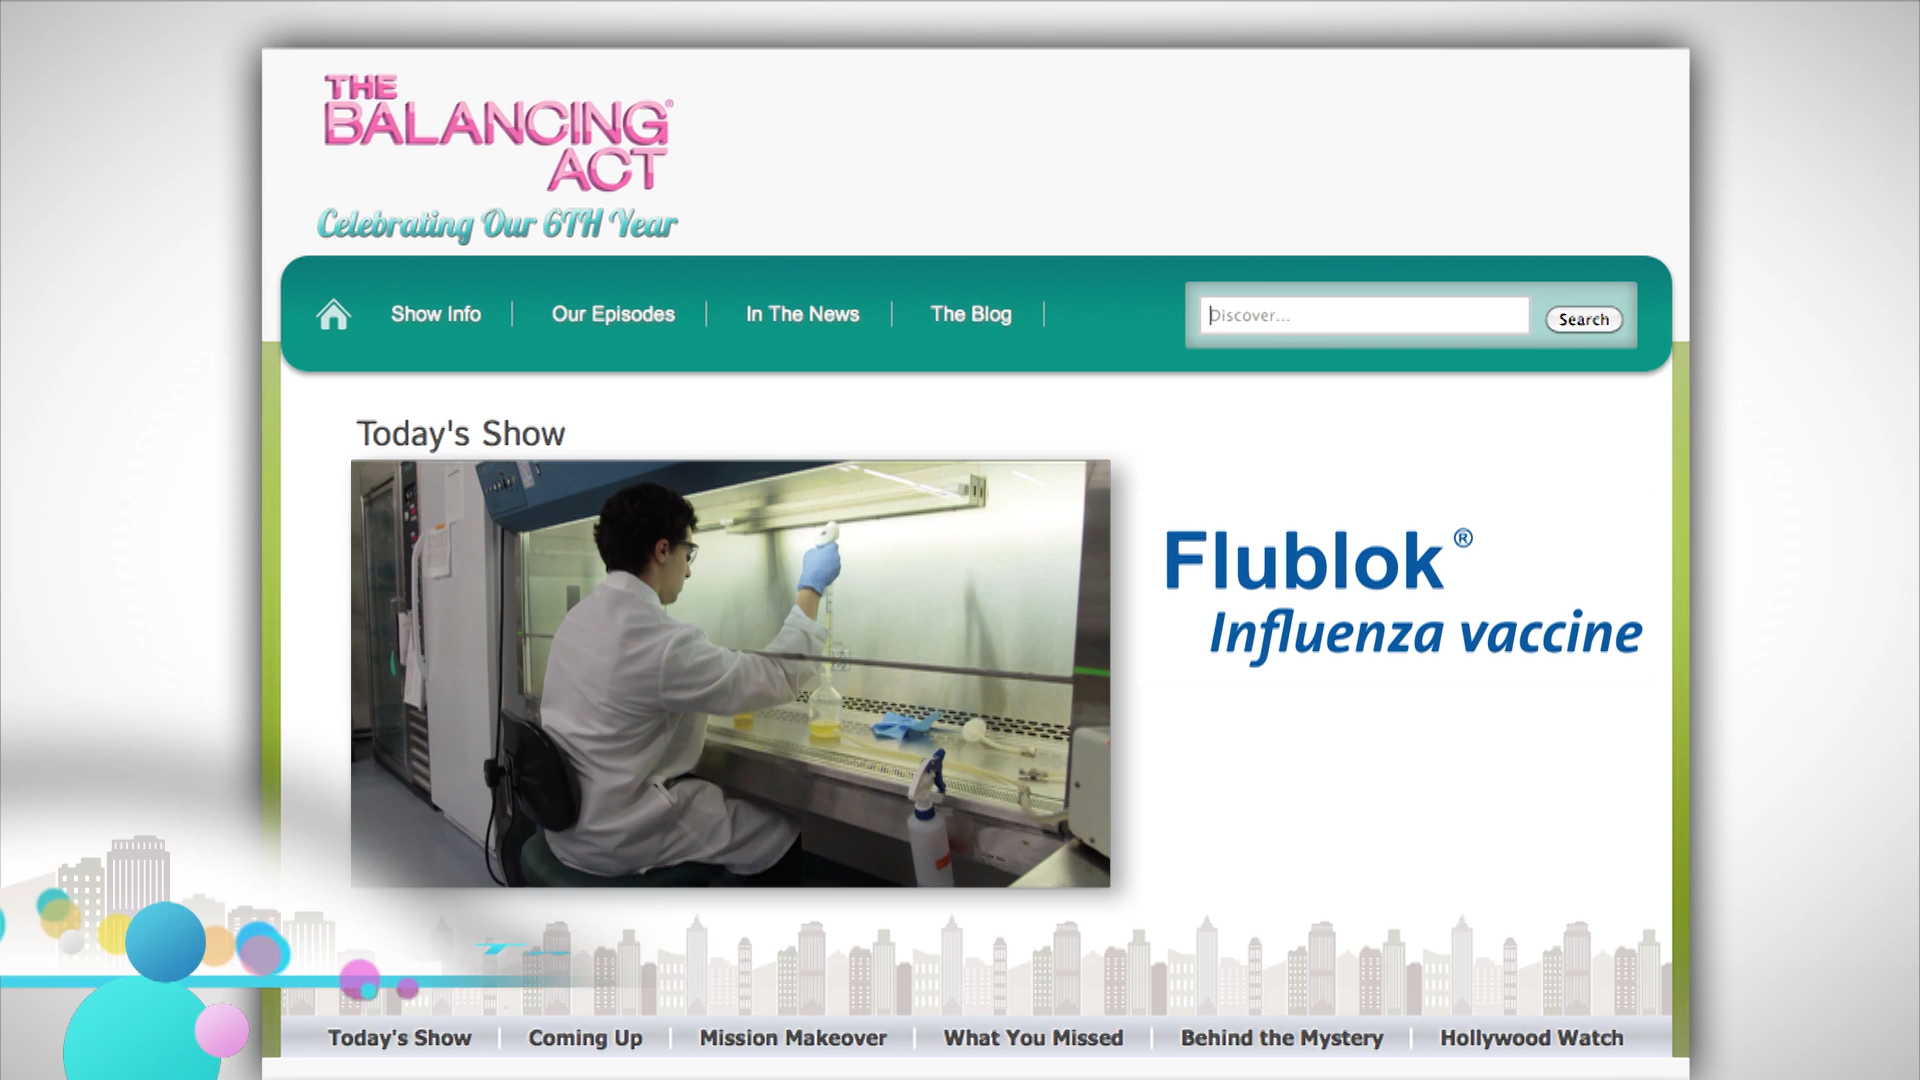 THE
BALANCING®
ACT
Celebrating Our 6TH Year
Show Info
Our Episodes
In The News
The Blog
Discover...
Search
Today's Show
Flublok®
Influenza vaccine
Today's Show
Coming Up
Mission Makeover
What You Missed
Behind the Mystery
Hollywood Watch